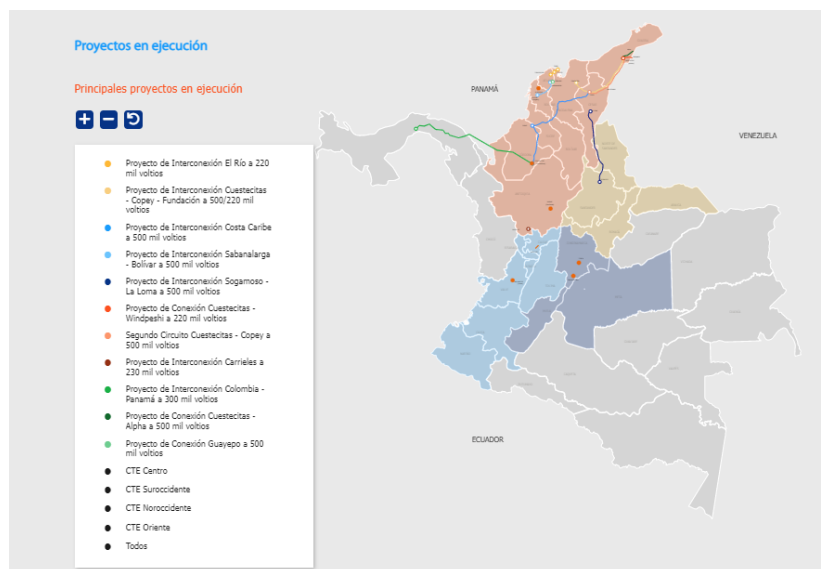 Proyectos en ejecución
Principales proyectos en ejecución
PANAMÁ
VENEZUELA
Proyecto de Interconexión El Río a 220
mil voltios
Proyecto de Interconexión Cuestecitas
- Copey - Fundación a 500/220 mil
voltios
Proyecto de Interconexión Costa Caribe
a 500 mil voltios
Proyecto de Interconexión Sabanalarga
- Bolívar a 500 mil voltios
Proyecto de Interconexión Sogamoso -
La Loma a 500 mil voltios
Proyecto de Conexión Cuestecitas -
Windpeshi a 220 mil voltios
Segundo Circuito Cuestecitas - Copey a
500 mil voltios
Proyecto de Interconexión Carrieles a
230 mil voltios
Proyecto de Interconexión Colombia -
Panamá a 300 mil voltios
Proyecto de Conexión Cuestecitas -
Alpha a 500 mil voltios
Proyecto de Conexión Guayepo a 500
mil voltios
CTE Centro
CTE Suroccidente
CTE Noroccidente
CTE Oriente
Todos
ECUADOR